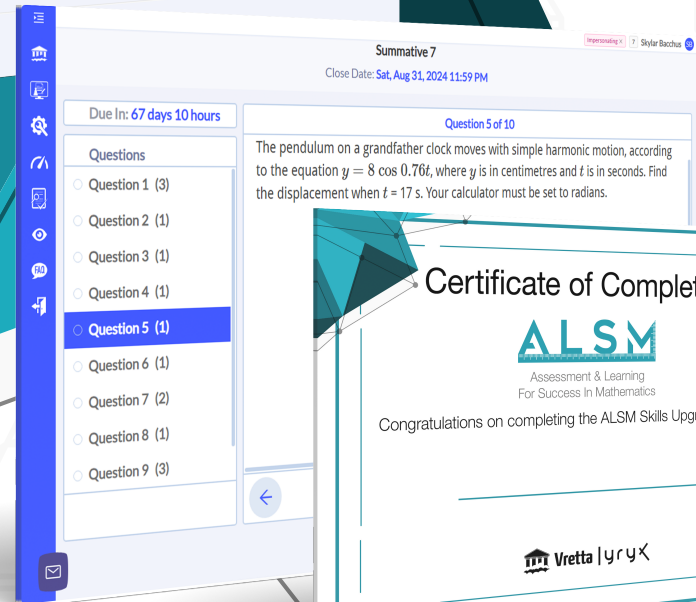 Summative 7
Impersonating ×
?
Skylar Bacchus
SB
Close Date: Sat, Aug 31, 2024 11:59 PM
Due In: 67 days 10 hours
Questions
Question 1 (3)
Question 2 (1)
Question 3 (1)
Question 4 (1)
Question 5 (1)
Question 6 (1)
Question 7 (2)
Question 8 (1)
Question 9 (3)
FAQ
Question 5 of 10
The pendulum on a grandfather clock moves with simple harmonic motion, according
to the equation y = 8 cos 0.76t, where y is in centimetres and t is in seconds. Find
the displacement when t = 17 s. Your calculator must be set to radians.
Certificate of Complet
ALSM
Assessment & Learning
For Success In Mathematics
Congratulations on completing the ALSM Skills Upgr
Vretta | yryx